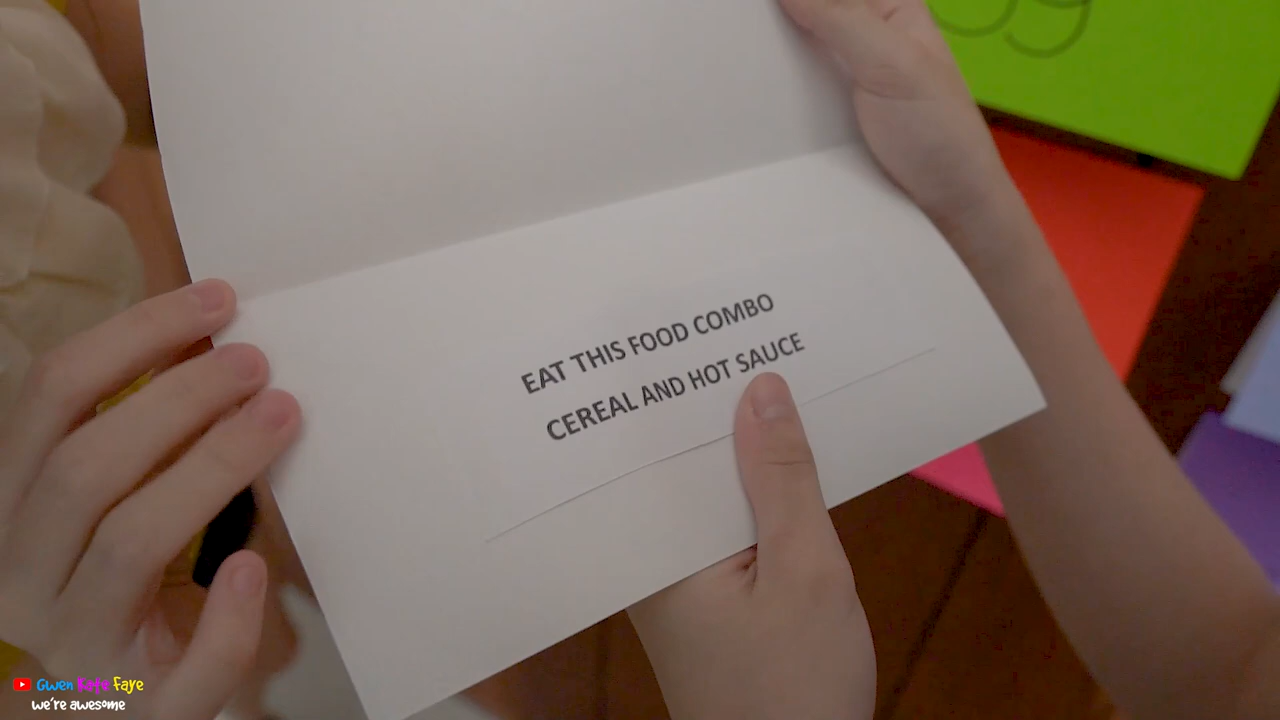 EAT THIS FOOD COMBO
CEREAL AND HOT SAUCE
Gwen Kate Faye
we're awesome